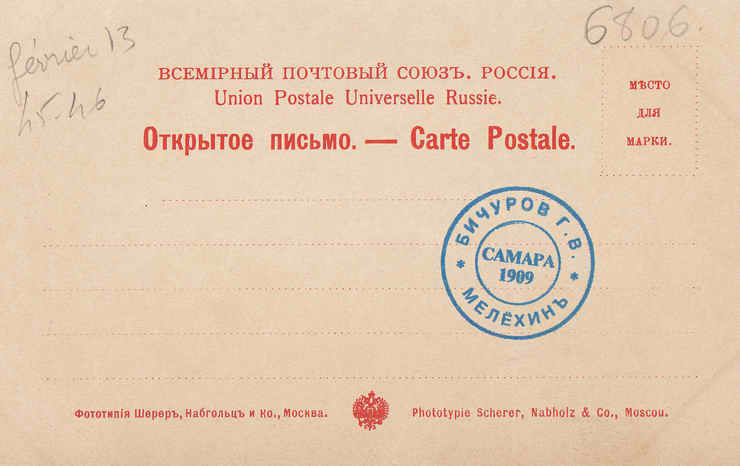 février 13
45-46
6806.
ВСЕМІРНЫЙ ПОЧТОВЫЙ СОЮЗЪ. РОССІЯ.
Union Postale Universelle Russie.
Открытое письмо. — Carte Postale.
МѢСТО
ДЛЯ
МАРКИ.
БИЧУРОВ Г. В.
САМАРА
1909
* МЕЛЁХИНЪ *
Фототипія Шереръ, Набгольцъ и Ко., Москва.
Phototypie Scherer, Nabholz & Co., Moscou.